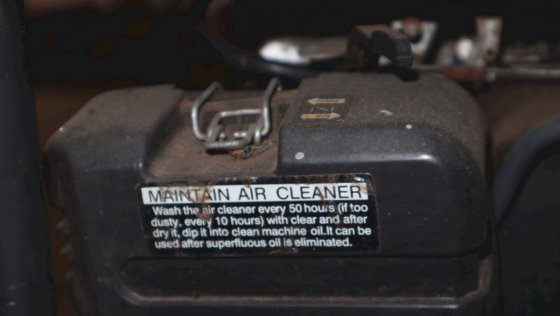 MAINTAIN AIR CLEANER
Wash the air cleaner every 50 hours (if too
dusty, every 10 hours) with clear and after
dry it, dip it into clean machine oil.It can be
used after superfluous oil is eliminated.